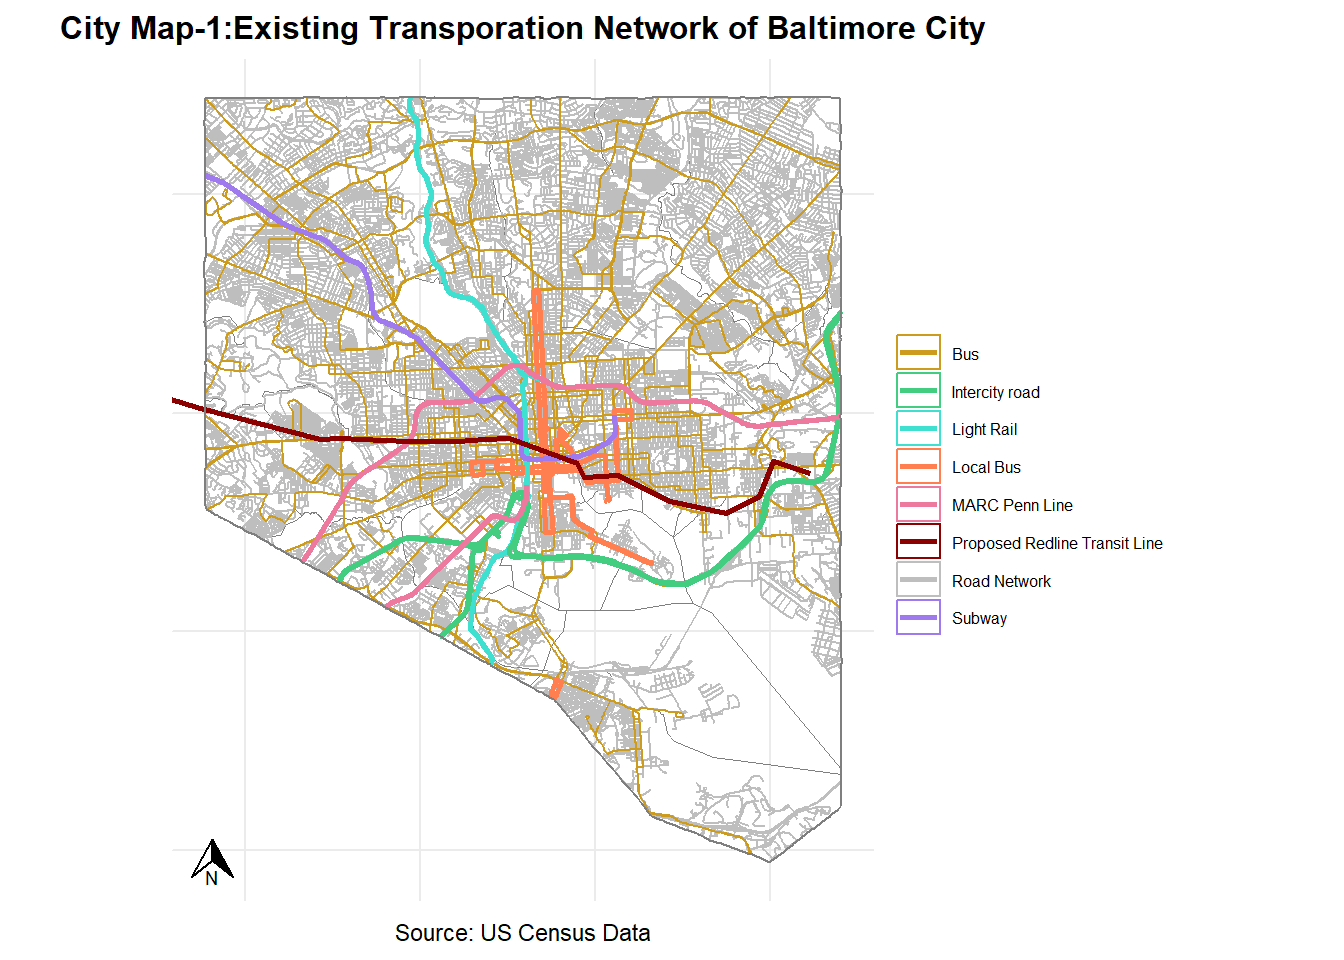 City Map-1:Existing Transporation Network of Baltimore City
Bus
Intercity road
Light Rail
Local Bus
MARC Penn Line
Proposed Redline Transit Line
Road Network
Subway
N
Source: US Census Data